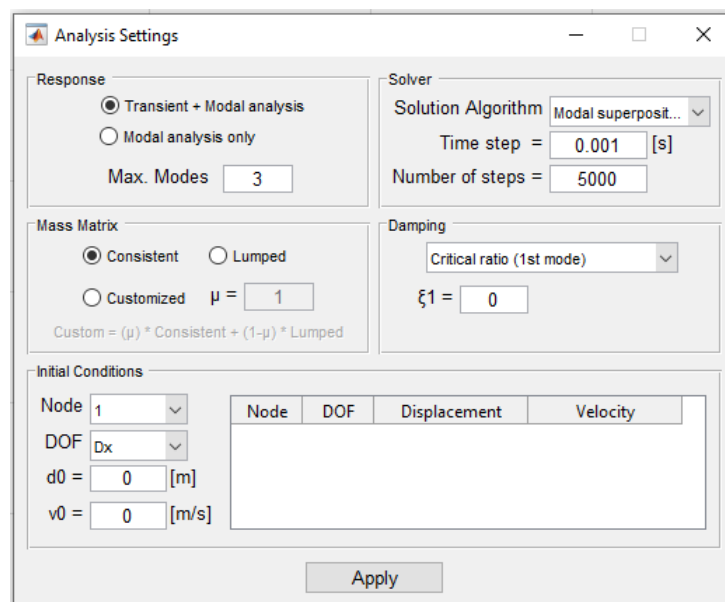 Analysis Settings
Response
Transient + Modal analysis
Modal analysis only
Max. Modes 3
Solver
Solution Algorithm Modal superposit...
Time step = 0.001 [s]
Number of steps = 5000
Mass Matrix
Consistent Lumped
Customized μ = 1
Custom = (μ) * Consistent + (1-μ) * Lumped
Damping
Critical ratio (1st mode)
ξ1 = 0
Initial Conditions
Node 1
DOF Dx
d0 = 0 [m]
v0 = 0 [m/s]
Node DOF Displacement Velocity
Apply